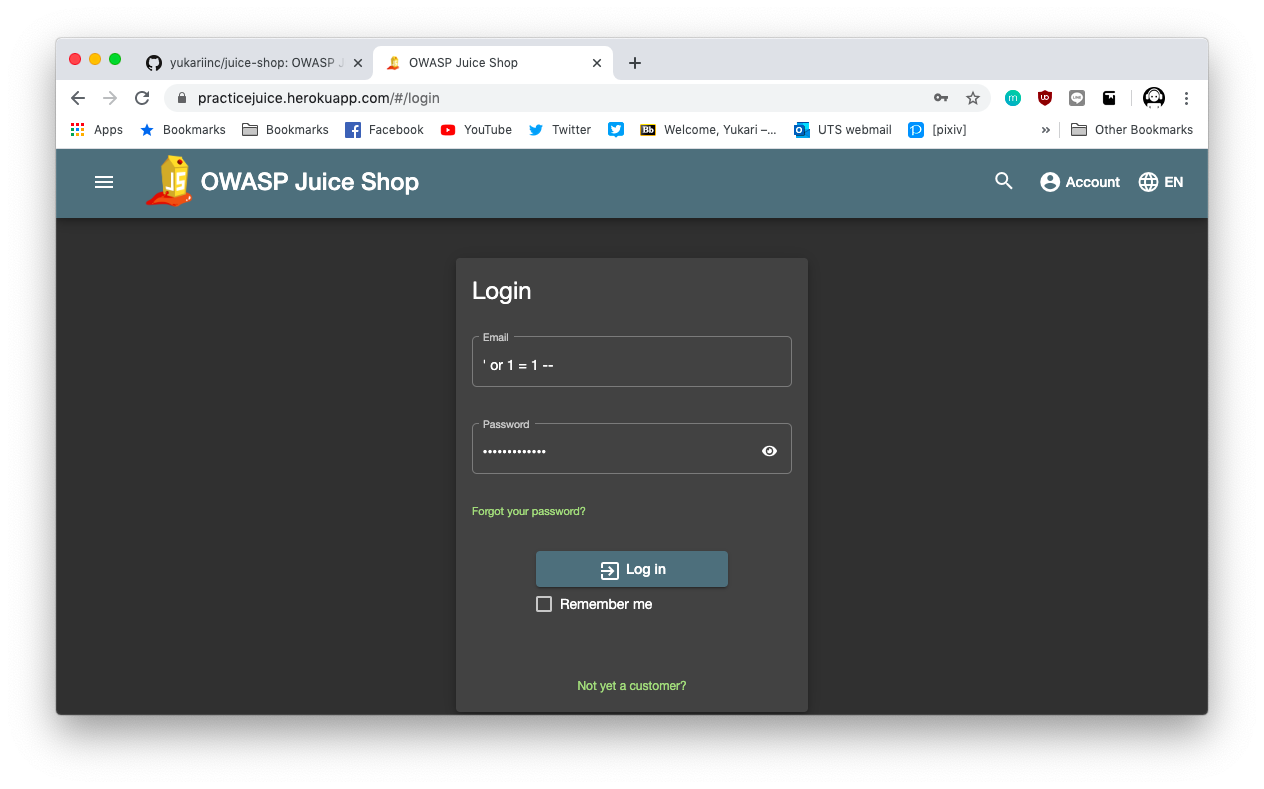 yukariinc/juice-shop: OWASP J
OWASP Juice Shop
practicejuice.herokuapp.com/#/login
Apps Bookmarks Bookmarks Facebook YouTube Twitter Bb Welcome, Yukari –... UTS webmail [pixiv] » Other Bookmarks
JS OWASP Juice Shop Account EN
Login
Email
' or 1 = 1 --
Password
•••••••••••••
Forgot your password?
Log in
Remember me
Not yet a customer?